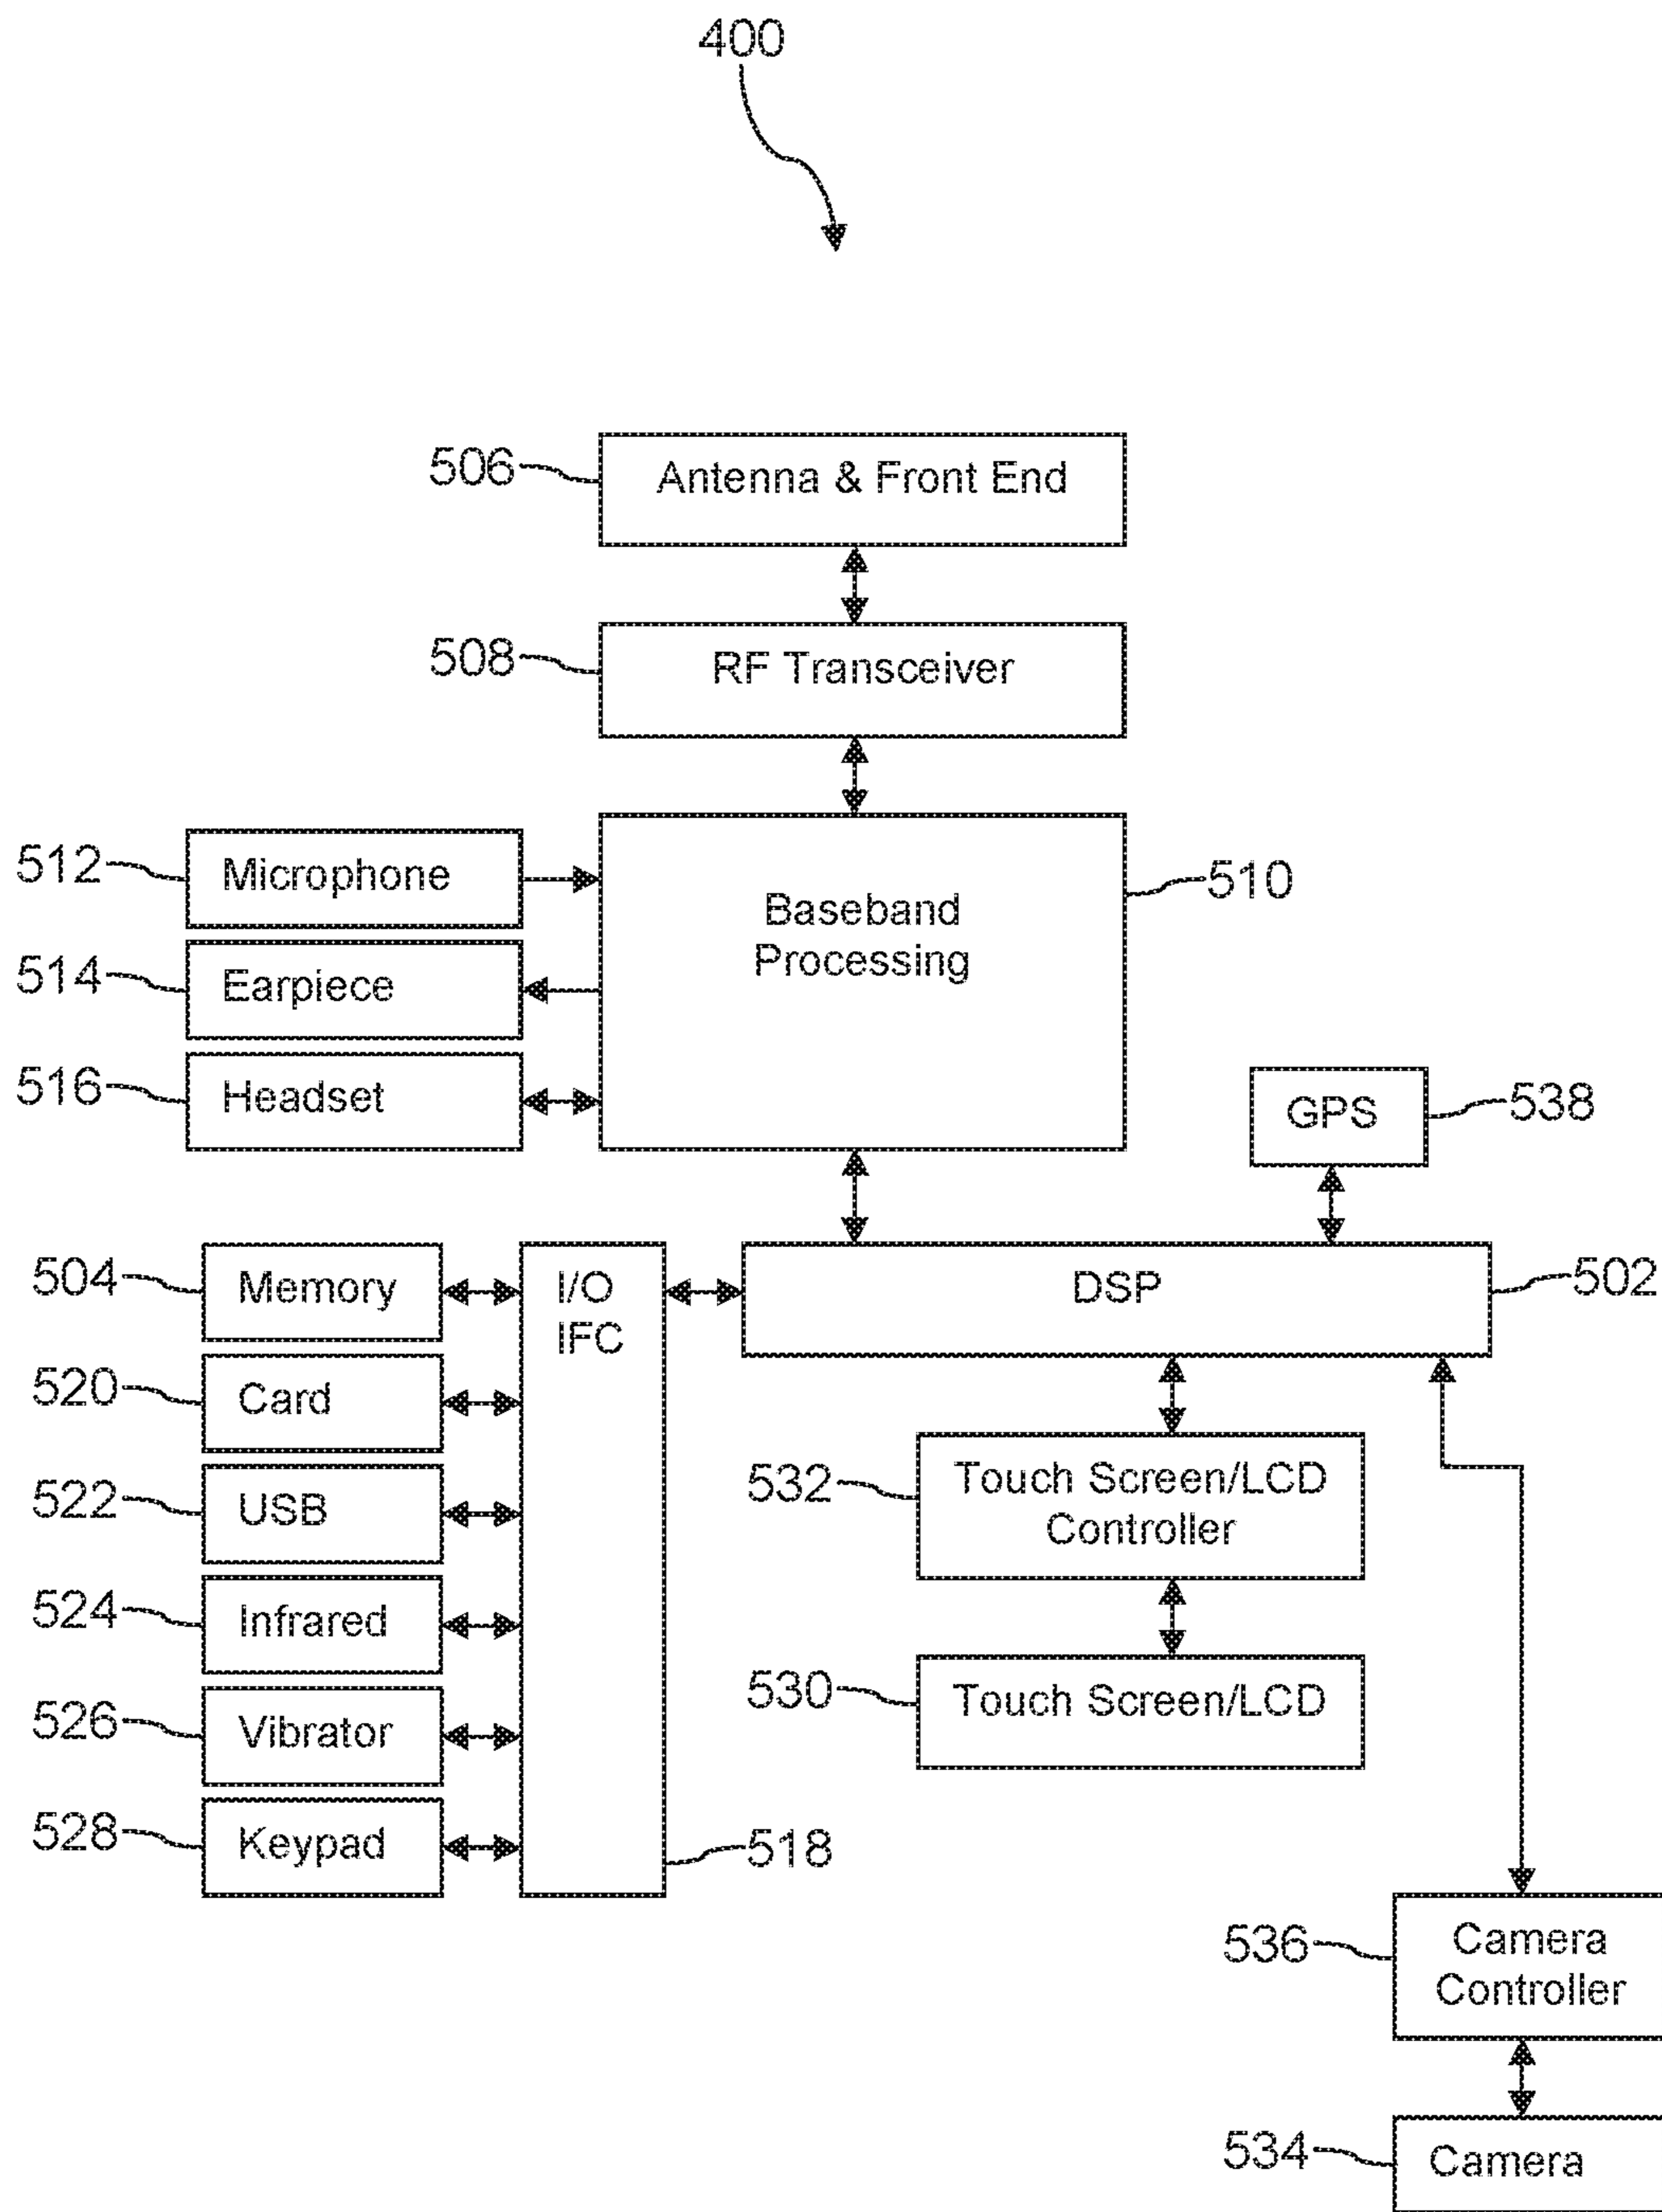 400
506
Antenna & Front End
508
RF Transceiver
512
Microphone
510
Baseband
Processing
514
Earpiece
516
Headset
GPS
538
504
Memory
I/O
IFC
DSP
502
520
Card
522
USB
532
Touch Screen/LCD
Controller
524
Infrared
530
Touch Screen/LCD
526
Vibrator
528
Keypad
518
536
Camera
Controller
534
Camera